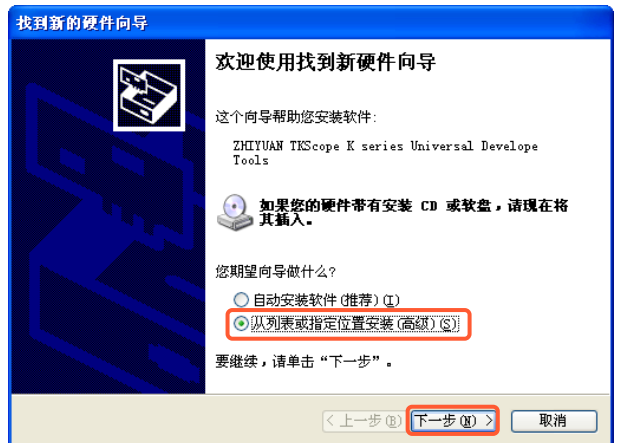 找到新的硬件向导
欢迎使用找到新硬件向导
这个向导帮助您安装软件:
ZHIYUAN TKScope K series Universal Develope
Tools
如果您的硬件带有安装 CD 或软盘，请现在将
其插入。
您期望向导做什么?
自动安装软件(推荐)(I)
从列表或指定位置安装(高级)(S)
要继续，请单击“下一步”。
< 上一步(B)
下一步(N) >
取消